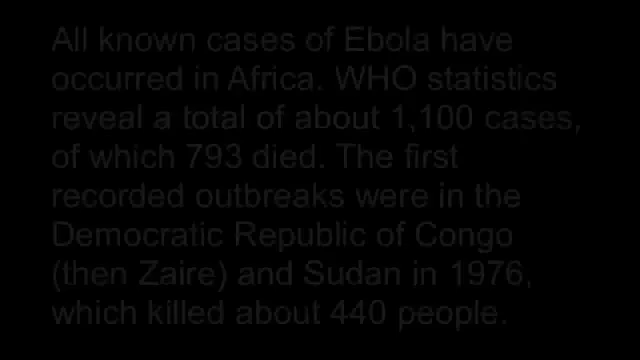 All known cases of Ebola have
occurred in Africa. WHO statistics
reveal a total of about 1,100 cases,
of which 793 died. The first
recorded outbreaks were in the
Democratic Republic of Congo
(then Zaire) and Sudan in 1976,
which killed about 440 people.